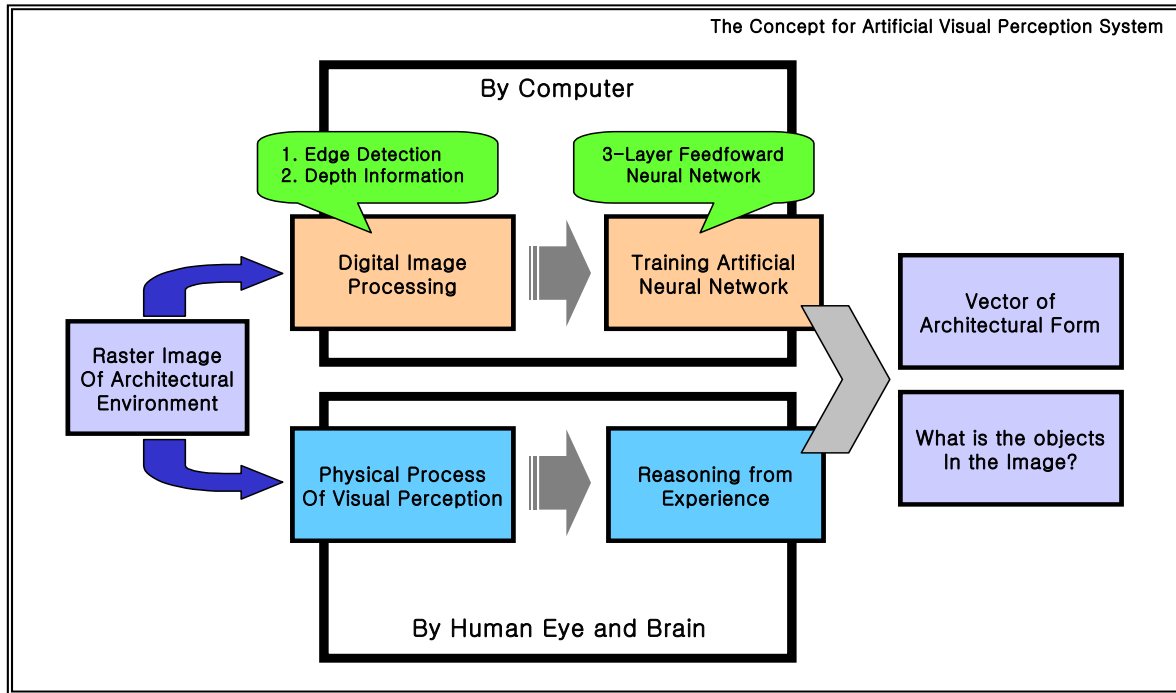 The Concept for Artificial Visual Perception System
By Computer
1. Edge Detection
2. Depth Information
3-Layer Feedfoward
Neural Network
Digital Image
Processing
Training Artificial
Neural Network
Raster Image
Of Architectural
Environment
Vector of
Architectural Form
Physical Process
Of Visual Perception
Reasoning from
Experience
What is the objects
In the Image?
By Human Eye and Brain